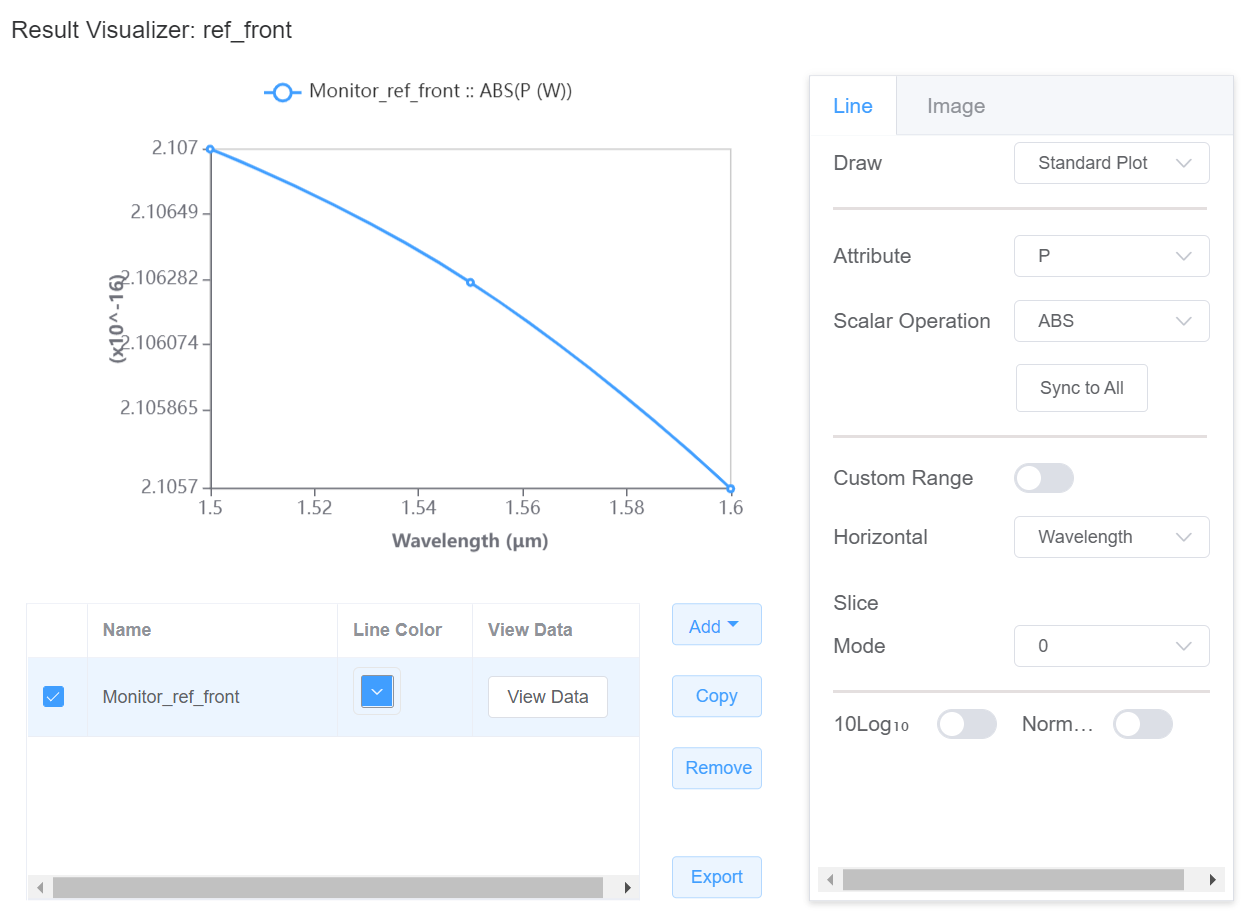 Result Visualizer: ref_front
Monitor_ref_front :: ABS(P (W))
2.107
2.10649
2.106282
2.106074
2.105865
2.1057
(x10^-16)
1.5 1.52 1.54 1.56 1.58 1.6
Wavelength (μm)
Name Line Color View Data
Monitor_ref_front View Data
Add
Copy
Remove
Export
Line Image
Draw Standard Plot
Attribute P
Scalar Operation ABS
Sync to All
Custom Range
Horizontal Wavelength
Slice
Mode 0
10Log₁₀ Norm...